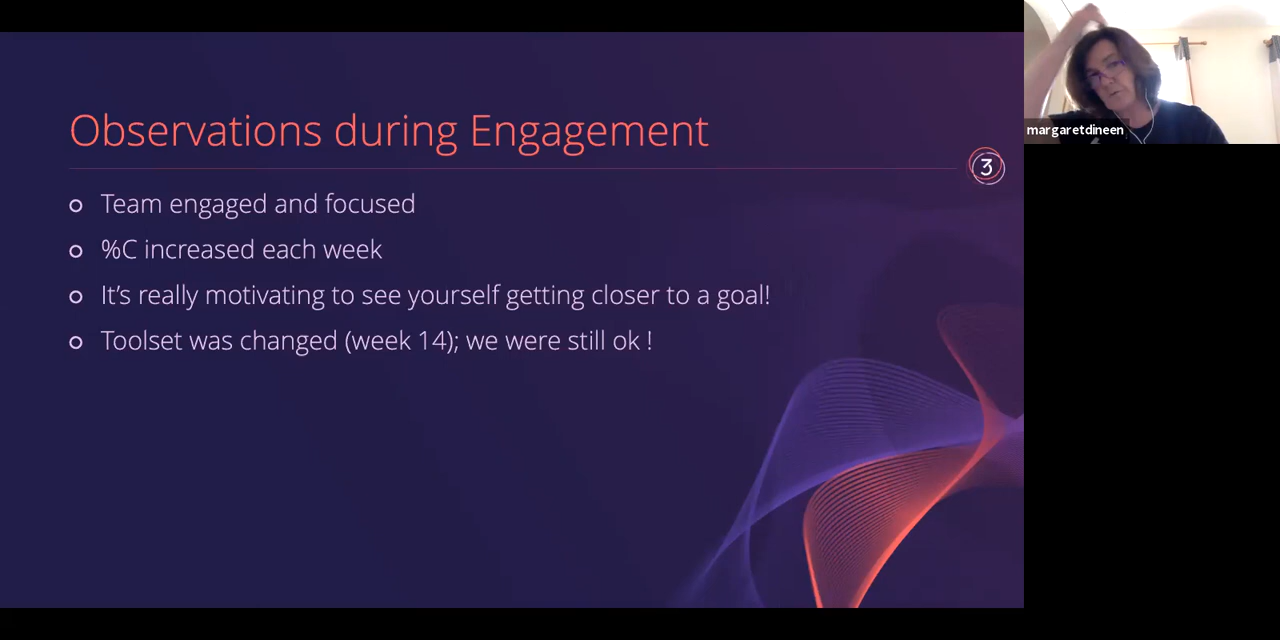 Observations during Engagement
3
Team engaged and focused
%C increased each week
It’s really motivating to see yourself getting closer to a goal!
Toolset was changed (week 14); we were still ok !
margaretdineen